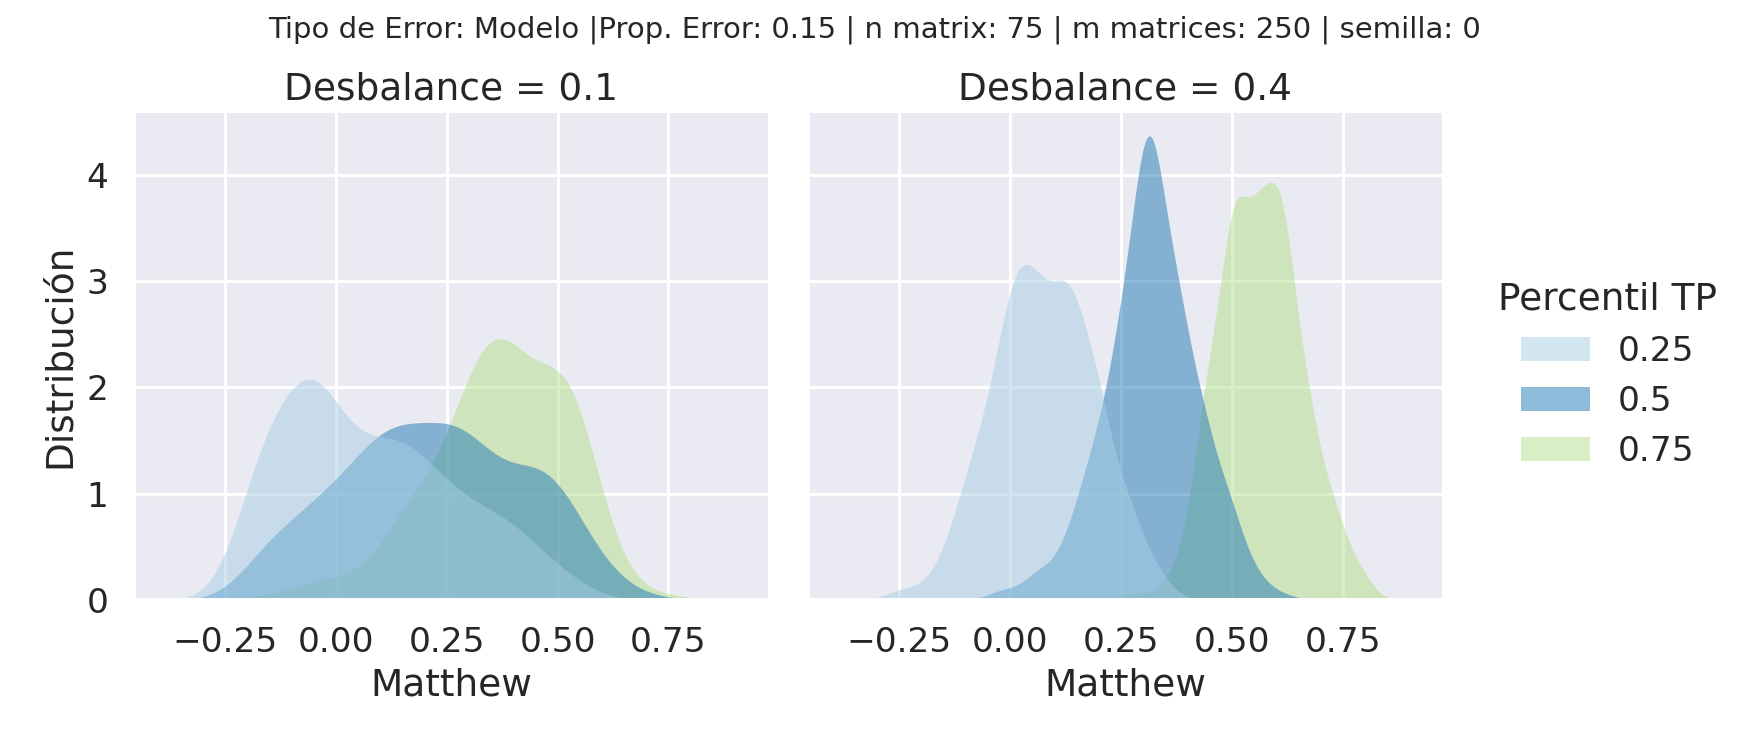 Tipo de Error: Modelo |Prop. Error: 0.15 | n matrix: 75 | m matrices: 250 | semilla: 0
Desbalance = 0.1
Desbalance = 0.4
Distribución
4
3
2
1
0
−0.25 0.00 0.25 0.50 0.75
−0.25 0.00 0.25 0.50 0.75
Matthew
Matthew
Percentil TP
0.25
0.5
0.75